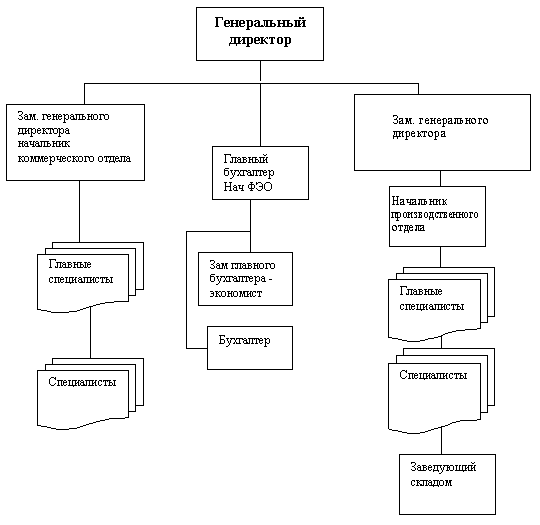 Генеральный
директор
Зам. генерального
директора
начальник
коммерческого отдела
Главные
специалисты
Специалисты
Главный
бухгалтер
Нач ФЭО
Зам главного
бухгалтера -
экономист
Бухгалтер
Зам. генерального
директора
Начальник
производственного
отдела
Главные
специалисты
Специалисты
Заведующий
складом